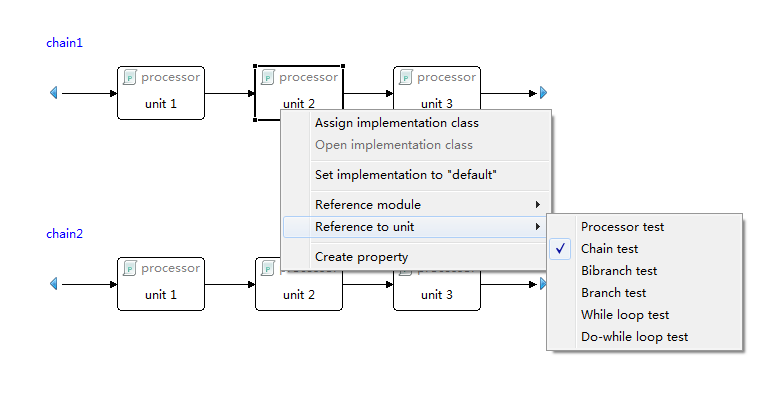 chain1
processor
unit 1
processor
unit 2
processor
unit 3
Assign implementation class
Open implementation class
Set implementation to "default"
Reference module
Reference to unit
Create property
Processor test
Chain test
Bibranch test
Branch test
While loop test
Do-while loop test
chain2
processor
unit 1
processor
unit 2
processor
unit 3